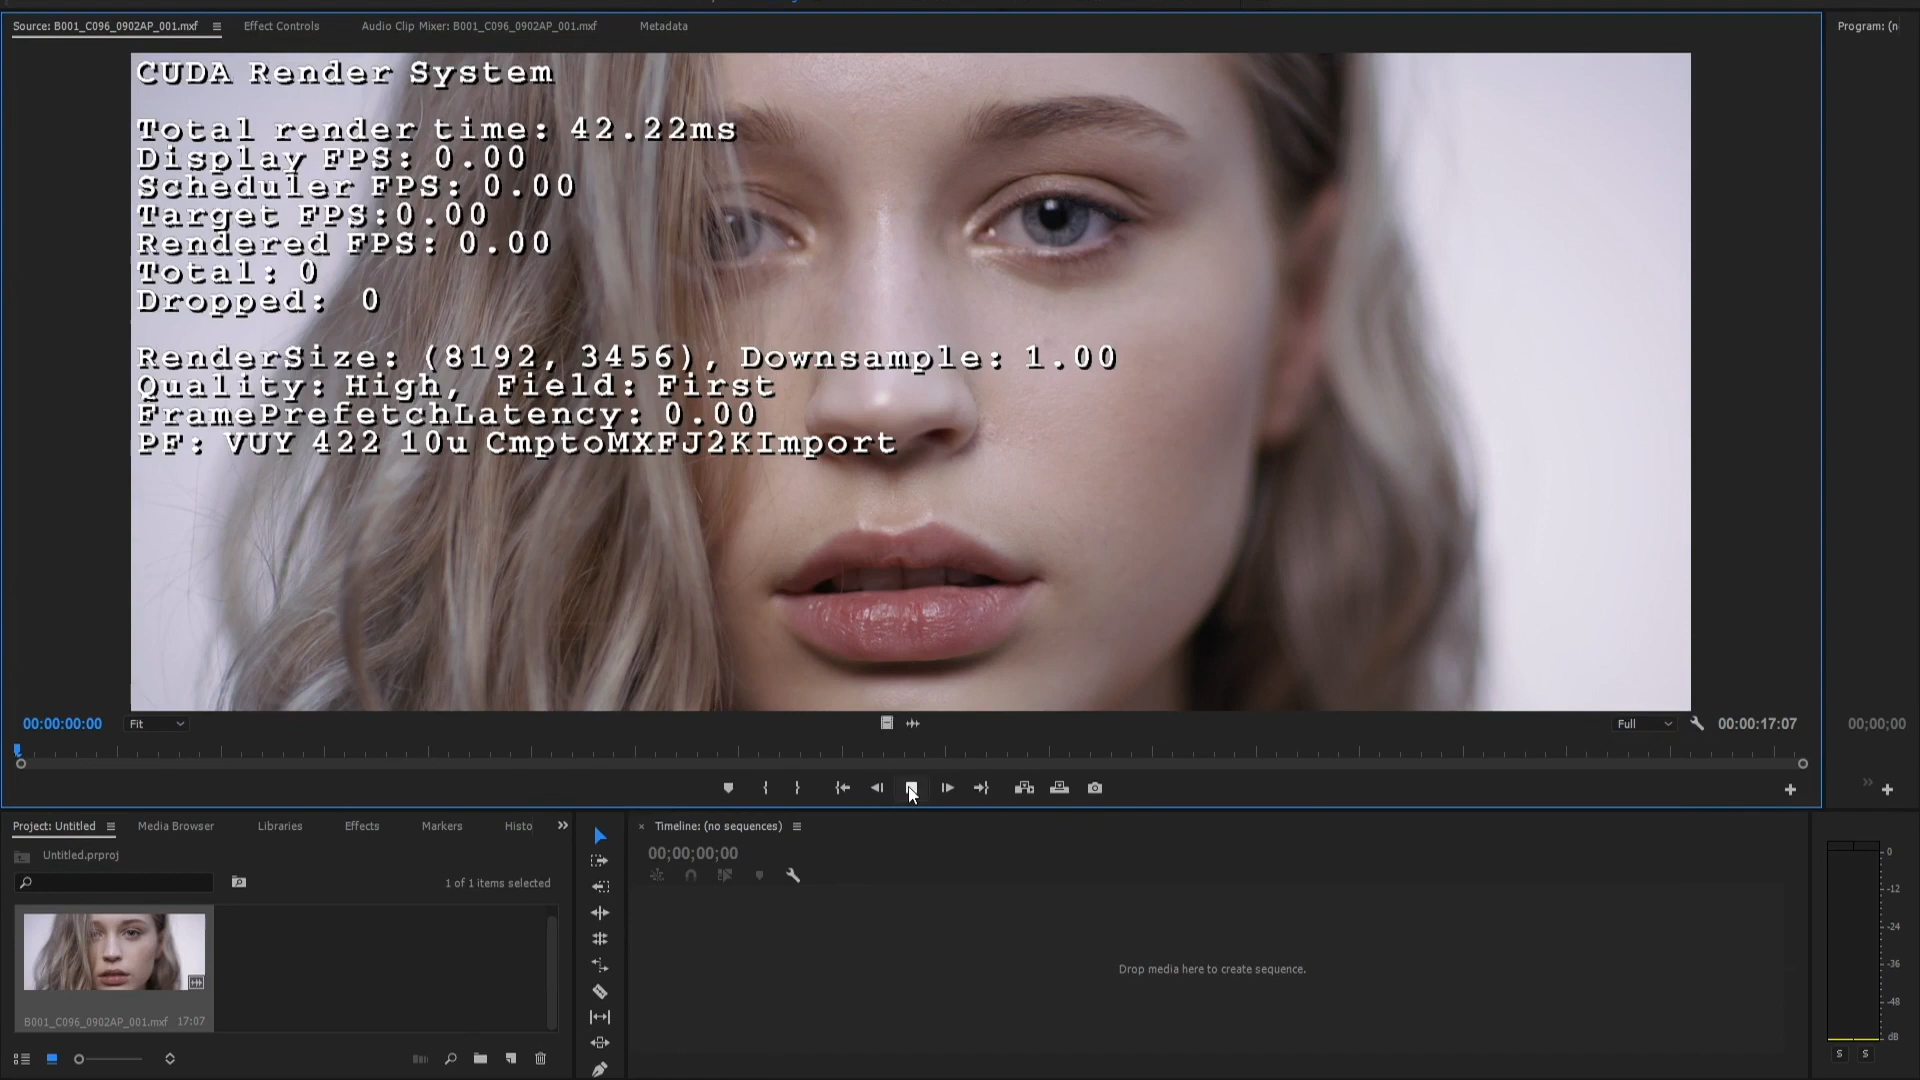 Source: B001_C096_0902AP_001.mxf
Effect Controls
Audio Clip Mixer: B001_C096_0902AP_001.mxf
Metadata
Program: (n
CUDA Render System
Total render time: 42.22ms
Display FPS: 0.00
Scheduler FPS: 0.00
Target FPS:0.00
Rendered FPS: 0.00
Total: 0
Dropped: 0
RenderSize: (8192, 3456), Downsample: 1.00
Quality: High, Field: First
FramePrefetchLatency: 0.00
PF: VUY 422 10u CmptoMXFJ2KImport
00:00:00:00
Fit
Full
00:00:17:07
00;00;00
Project: Untitled
Media Browser
Libraries
Effects
Markers
Histo
Timeline: (no sequences)
Untitled.prproj
00;00;00;00
1 of 1 items selected
Drop media here to create sequence.
B001_C096_0902AP_001.mxf 17:07
0
-12
-24
-36
-48
dB
S S